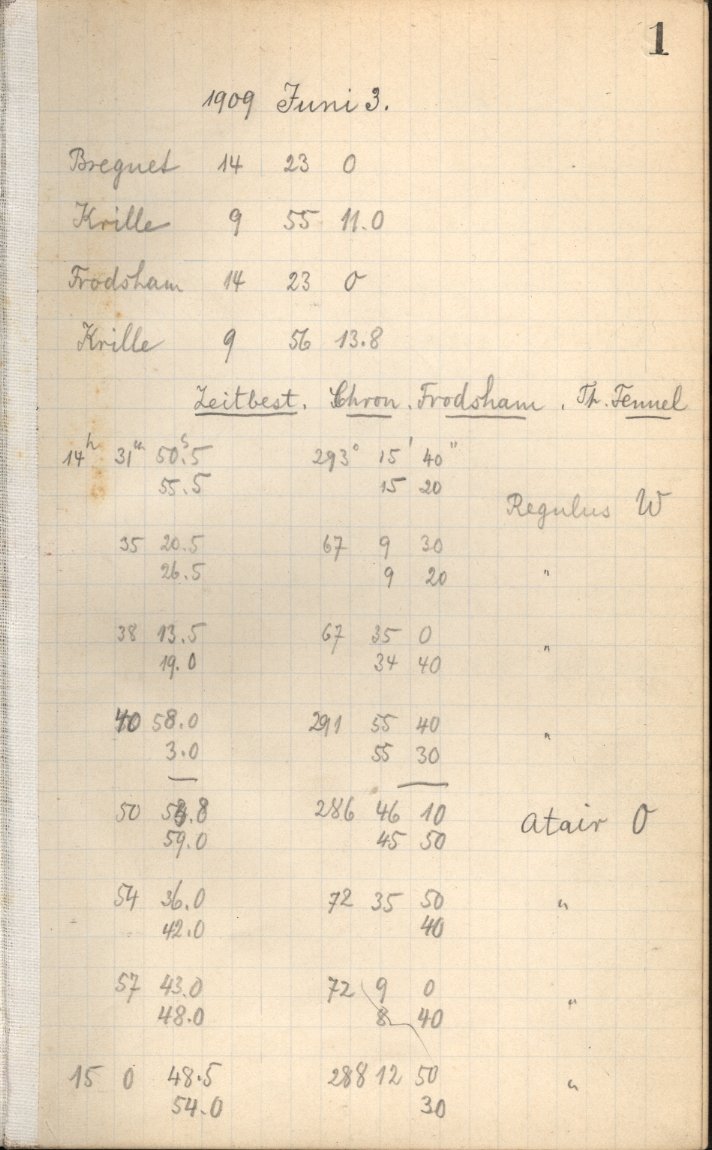 1
1909 Juni 3.
Breguet 14 23 0
Krille 9 55 11.0
Frodsham 14 23 0
Krille 9 56 13.8
Zeitbest. Chron. Frodsham. Th. Tennel
14h 31m 50s.5 293° 15' 40"
55.5 15 20
Regulus W
35 20.5 67 9 30
26.5 9 20 "
38 13.5 67 35 0
19.0 34 40 "
40 58.0 291 55 40
3.0 55 30 "
50 53.8 286 46 10
Atair O
59.0 45 50
54 36.0 72 35 50 "
42.0 40
57 43.0 72 9 0
48.0 8 40 "
15 0 48.5 288 12 50 "
54.0 30